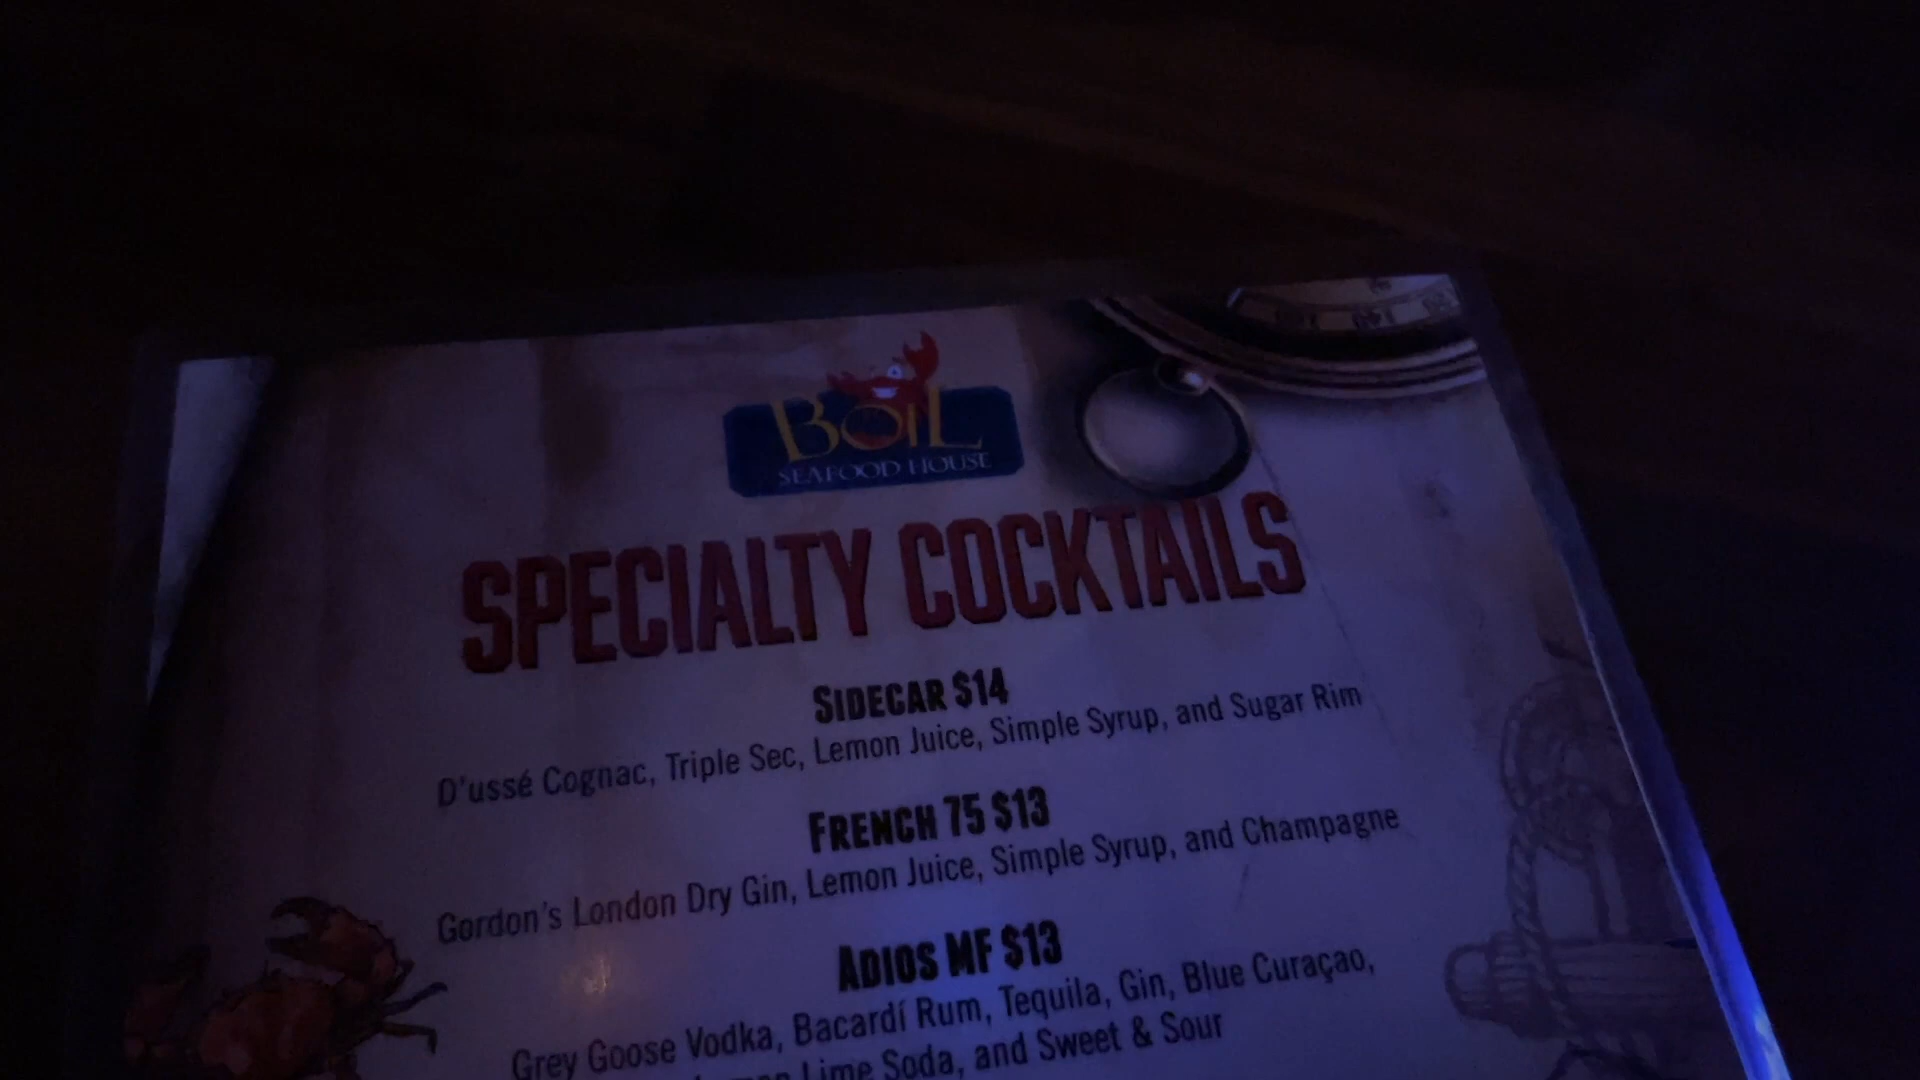 BOIL
SEAFOOD HOUSE
SPECIALTY COCKTAILS
SIDECAR $14
D'ussé Cognac, Triple Sec, Lemon Juice, Simple Syrup, and Sugar Rim
FRENCH 75 $13
Gordon's London Dry Gin, Lemon Juice, Simple Syrup, and Champagne
ADIOS MF $13
Grey Goose Vodka, Bacardí Rum, Tequila, Gin, Blue Curaçao,
Lime Soda, and Sweet & Sour